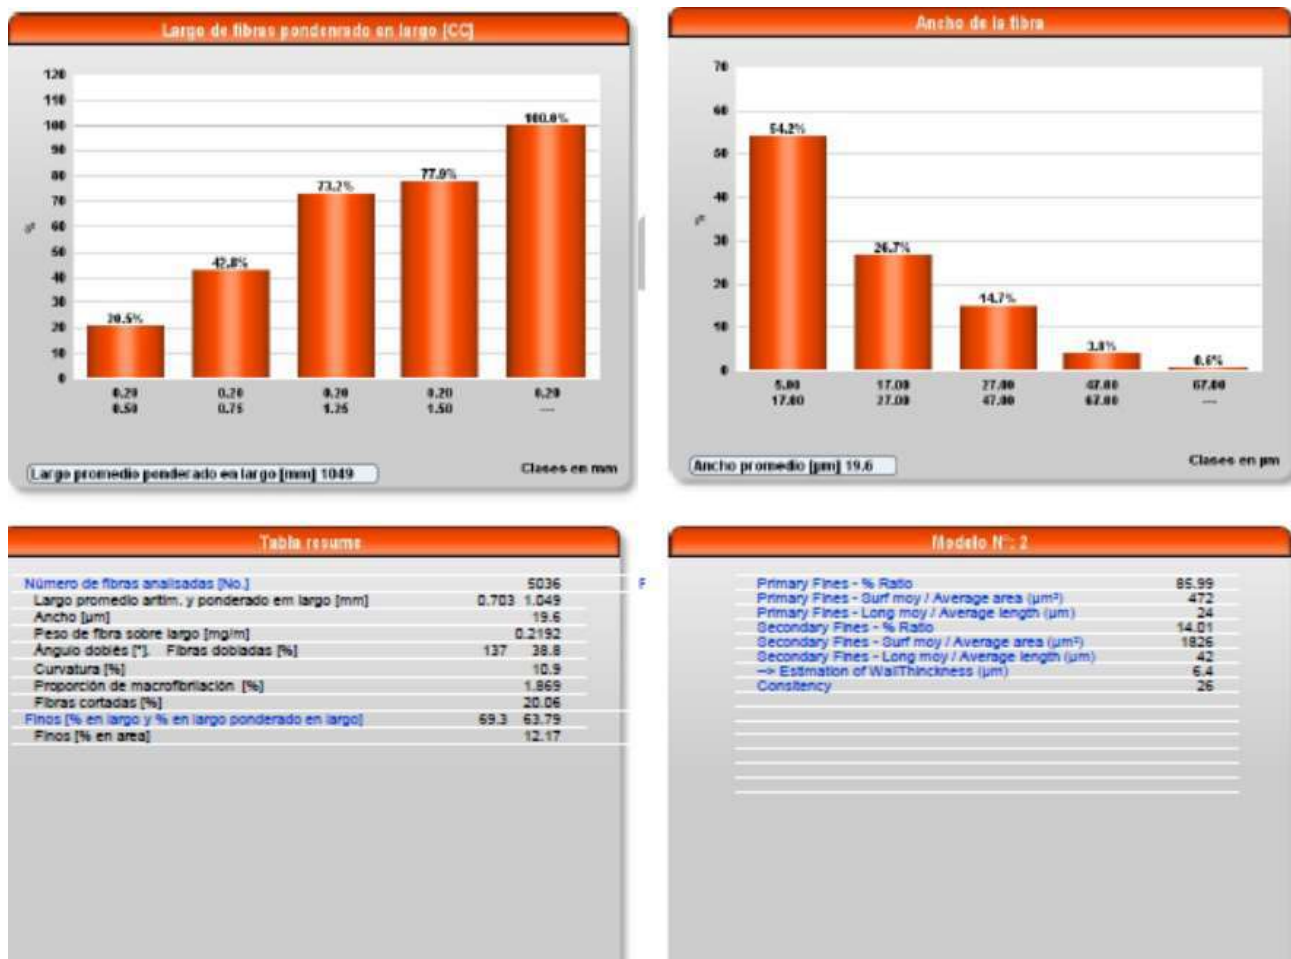 Largo de fibras pondenrado en largo [CC]
120
110
100
90
80
70
60
50
40
30
20
10
0
%
20.5%
42.8%
73.2%
77.9%
100.0%
0.20 0.20 0.20 0.20 0.20
0.50 0.75 1.25 1.50 ---
Largo promedio ponderado en largo [mm] 1049
Clases en mm
Ancho de la fibra
70
60
50
40
30
20
10
0
%
54.2%
26.7%
14.7%
3.8%
0.6%
5.00 17.00 27.00 47.00 67.00
17.00 27.00 47.00 67.00 ---
Ancho promedio [µm] 19.6
Clases en µm
Tabla resume
Número de fibras analisadas [No.] 5036
Largo promedio aritim. y ponderado em largo [mm] 0.703 1.049
Ancho [µm] 19.6
Peso de fibra sobre largo [mg/m] 0.2192
Ángulo doblés [°]. Fibras dobladas [%] 137 38.8
Curvatura [%] 10.9
Proporción de macrofibrilación [%] 1.869
Fibras cortadas [%] 20.06
Finos [% en largo y % en largo ponderado en largo] 69.3 63.79
Finos [% en area] 12.17
F
Modelo N°: 2
Primary Fines - % Ratio 85.99
Primary Fines - Surf moy / Average area (µm²) 472
Primary Fines - Long moy / Average length (µm) 24
Secondary Fines - % Ratio 14.01
Secondary Fines - Surf moy / Average area (µm²) 1826
Secondary Fines - Long moy / Average length (µm) 42
--> Estimation of WallThinckness (µm) 6.4
Consitency 26